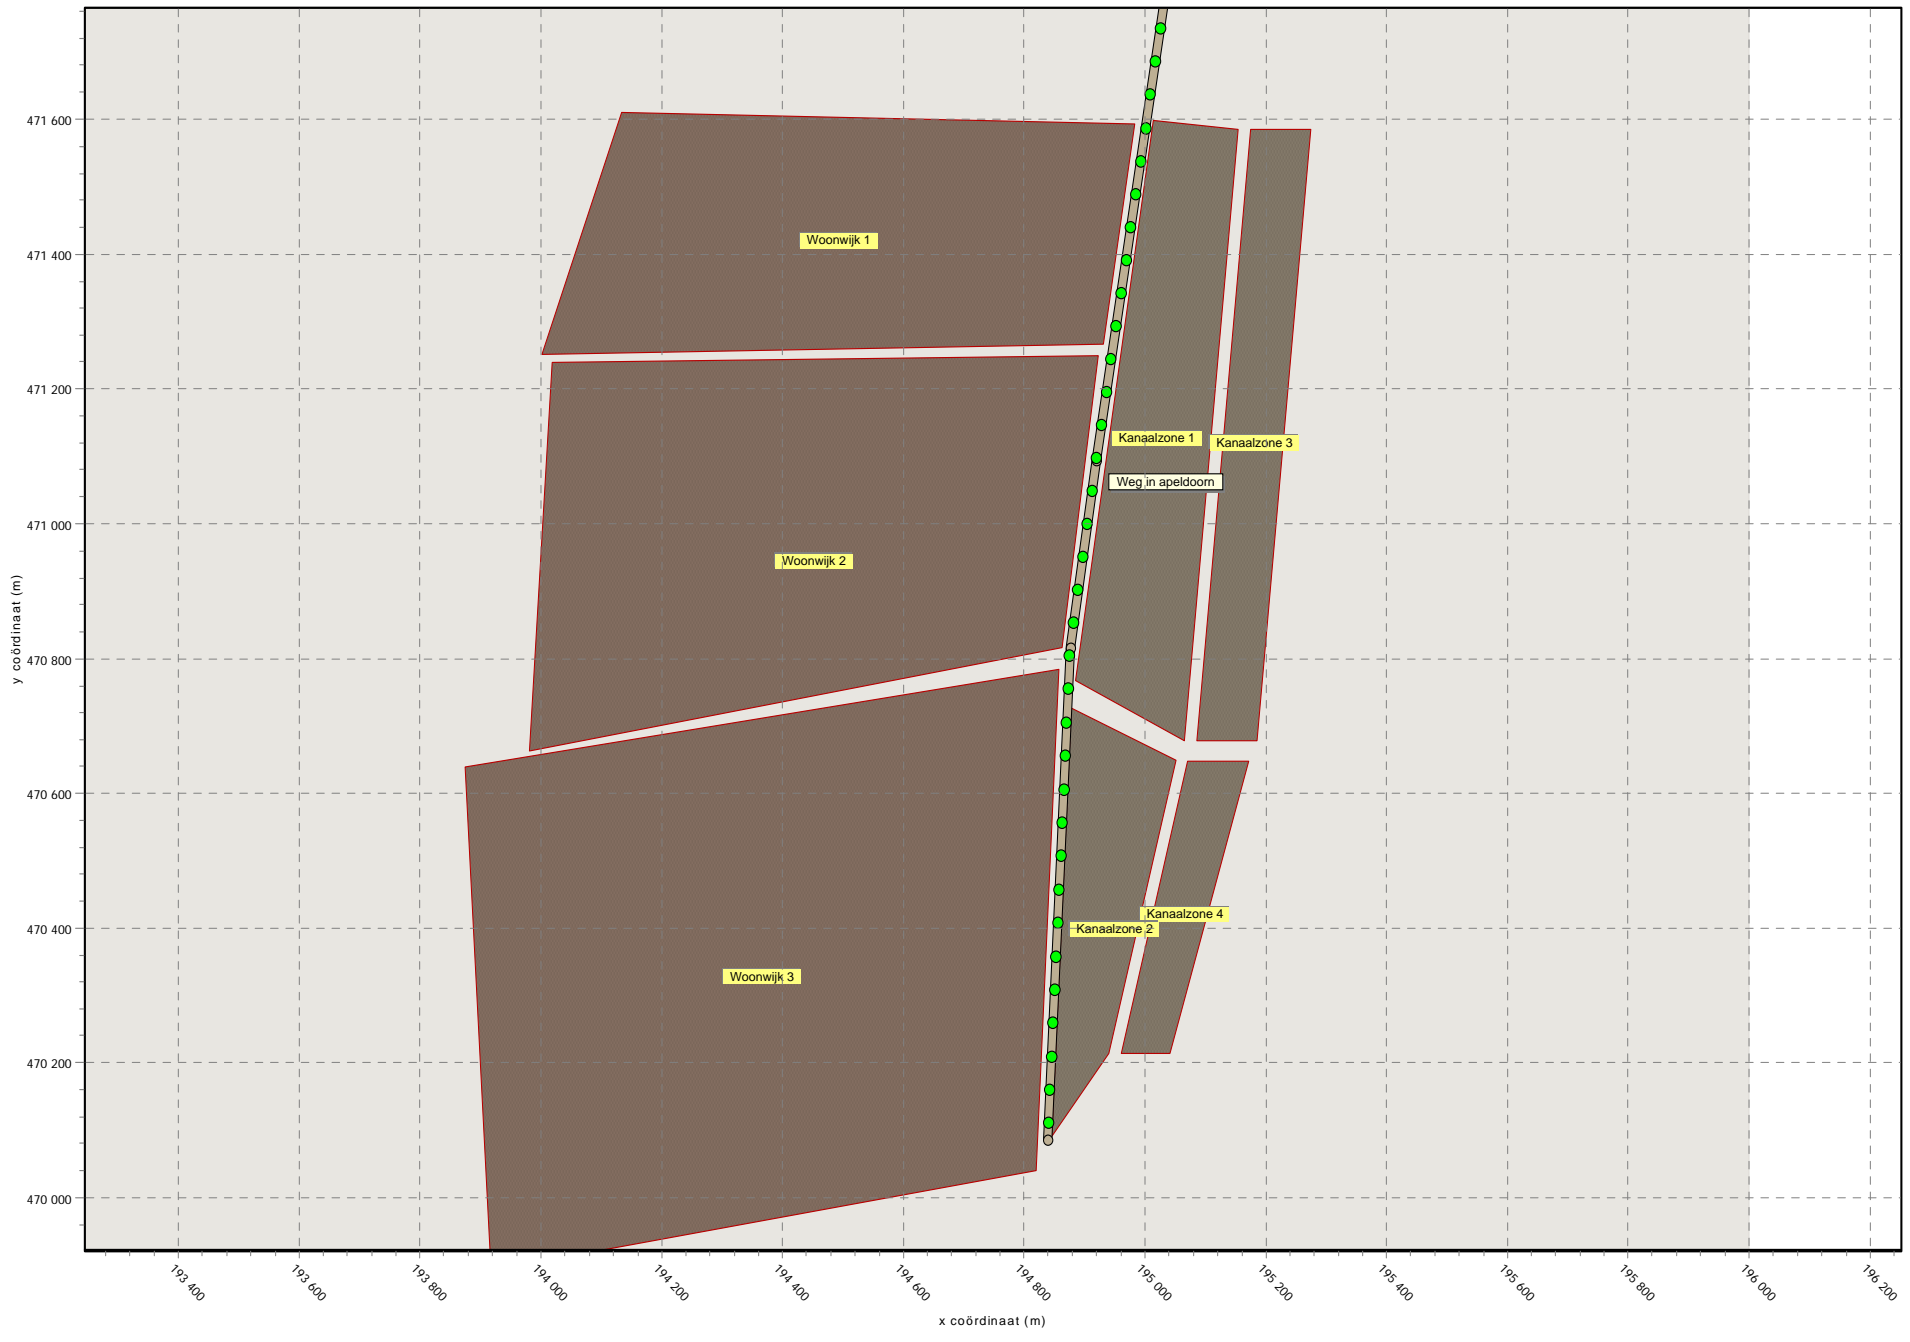 471 600
471 400
471 200
471 000
470 800
470 600
470 400
470 200
470 000
y coördinaat (m)
Woonwijk 1
Kanaalzone 1
Kanaalzone 3
Weg in apeldoorn
Woonwijk 2
Kanaalzone 4
Kanaalzone 2
Woonwijk 3
193 400
193 600
193 800
194 000
194 200
194 400
194 600
194 800
195 000
195 200
195 400
195 600
195 800
196 000
196 200
x coördinaat (m)